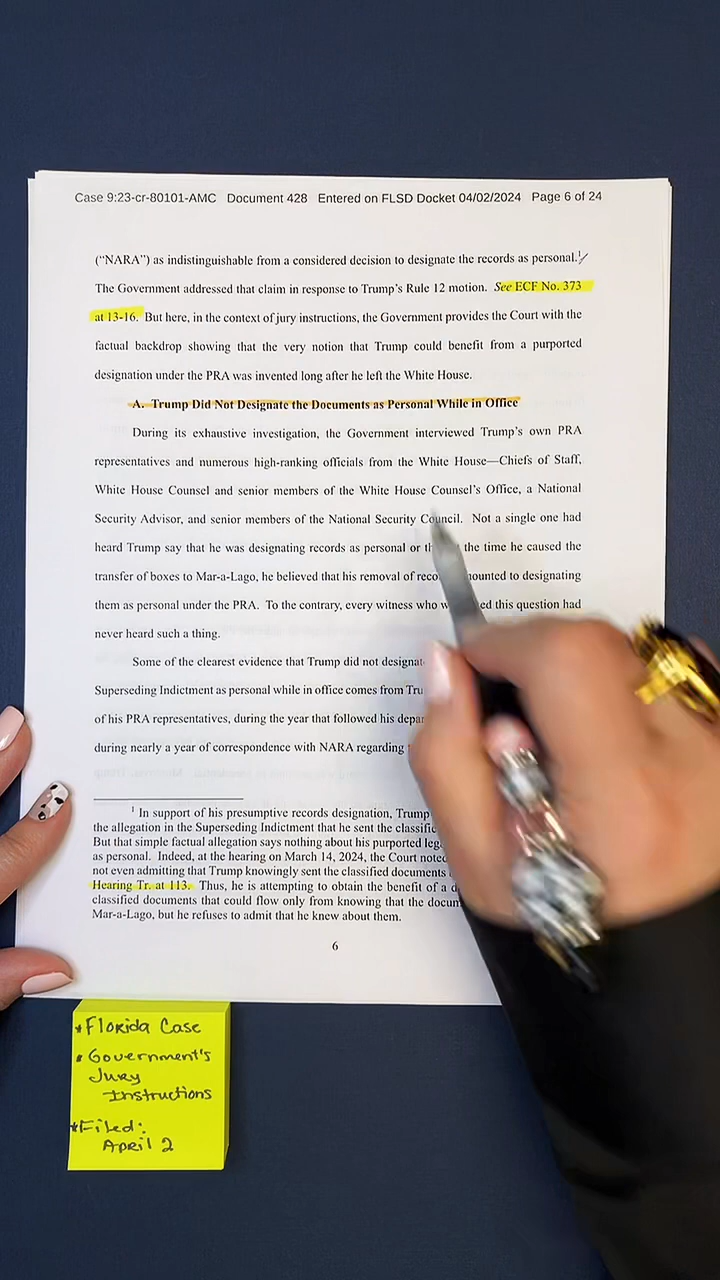 Case 9:23-cr-80101-AMC Document 428 Entered on FLSD Docket 04/02/2024 Page 6 of 24
(“NARA”) as indistinguishable from a considered decision to designate the records as personal.1
The Government addressed that claim in response to Trump’s Rule 12 motion. See ECF No. 373
at 13-16. But here, in the context of jury instructions, the Government provides the Court with the
factual backdrop showing that the very notion that Trump could benefit from a purported
designation under the PRA was invented long after he left the White House.
A. Trump Did Not Designate the Documents as Personal While in Office
During its exhaustive investigation, the Government interviewed Trump’s own PRA
representatives and numerous high-ranking officials from the White House—Chiefs of Staff,
White House Counsel and senior members of the White House Counsel’s Office, a National
Security Advisor, and senior members of the National Security Council. Not a single one had
heard Trump say that he was designating records as personal or the time he caused the
transfer of boxes to Mar-a-Lago, he believed that his removal of designating
them as personal under the PRA. To the contrary, every witness who this question had
never heard such a thing.
Some of the clearest evidence that Trump did not
Superseding Indictment as personal while in office comes from
of his PRA representatives, during the year that followed his
during nearly a year of correspondence with NARA regarding
1 In support of his presumptive records designation, Trump
the allegation in the Superseding Indictment that he sent the
But that simple factual allegation says nothing about his purported
as personal. Indeed, at the hearing on March 14, 2024, the Court noted
not even admitting that Trump knowingly sent the classified documents
Hearing Tr. at 113. Thus, he is attempting to obtain the benefit of a
classified documents that could flow only from knowing that the
Mar-a-Lago, but he refuses to admit that he knew about them.
6
*Florida Case
*Government's
Jury
Instructions
*Filed:
April 2